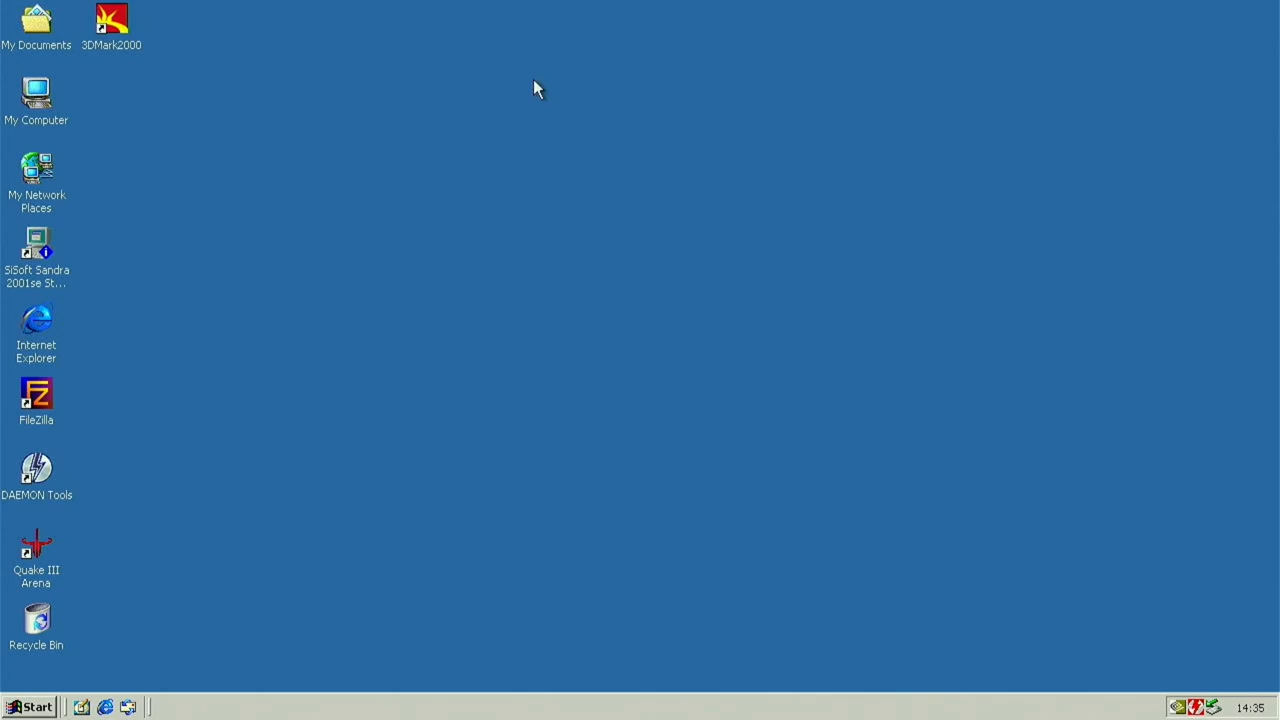 My Documents
3DMark2000
My Computer
My Network
Places
SiSoft Sandra
2001se St...
Internet
Explorer
FileZilla
DAEMON Tools
Quake III
Arena
Recycle Bin
Start
14:35